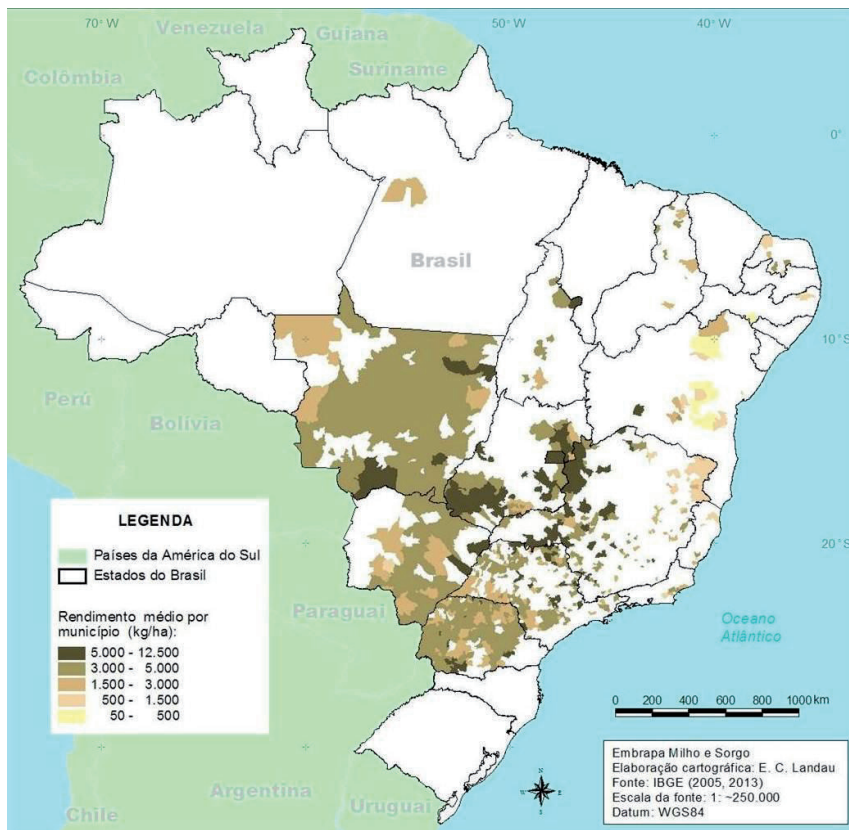 70° W
50° W
40° W
Venezuela
Guiana
Suriname
Colômbia
0°
Brasil
10° S
Perú
Bolívia
LEGENDA
Países da América do Sul
Estados do Brasil
Rendimento médio por
município (kg/ha):
5.000 - 12.500
3.000 - 5.000
1.500 - 3.000
500 - 1.500
50 - 500
20° S
Paraguai
Oceano
Atlântico
0 200 400 600 800 1000 km
Embrapa Milho e Sorgo
Elaboração cartográfica: E. C. Landau
Fonte: IBGE (2005, 2013)
Escala da fonte: 1: ~250.000
Datum: WGS84
Argentina
Uruguai
Chile